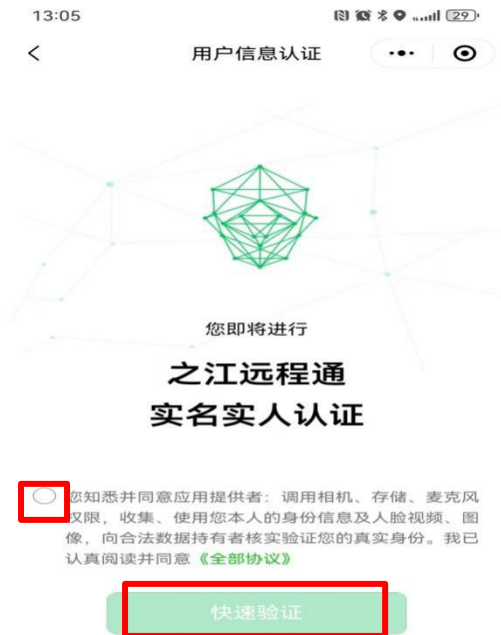 13:05
29
用户信息认证
您即将进行
之江远程通
实名实人认证
您知悉并同意应用提供者：调用相机、存储、麦克风
权限，收集、使用您本人的身份信息及人脸视频、图
像，向合法数据持有者核实验证您的真实身份。我已
认真阅读并同意《全部协议》
快速验证